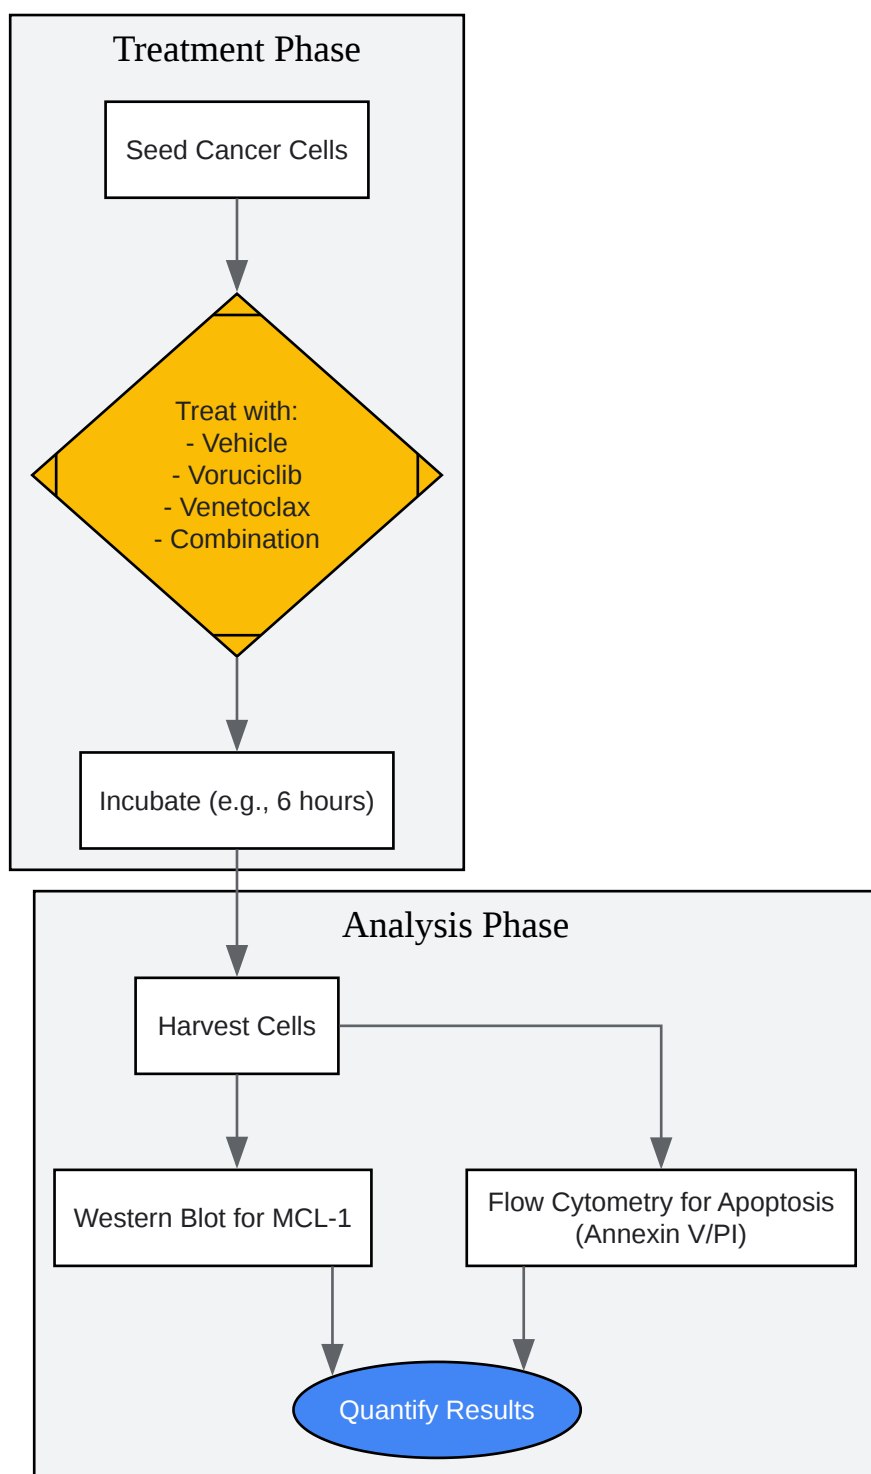 Treatment Phase
Seed Cancer Cells
Treat with:
- Vehicle
- Voruciclib
- Venetoclax
- Combination
Incubate (e.g., 6 hours)
Analysis Phase
Harvest Cells
Western Blot for MCL-1
Flow Cytometry for Apoptosis
(Annexin V/PI)
Quantify Results